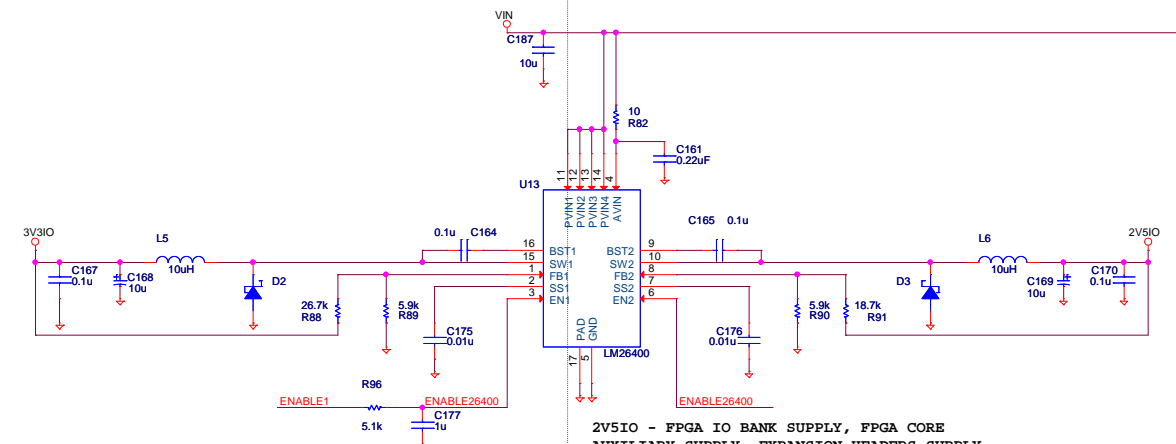 VIN
C187
10u
10
R82
C161
0.22uF
11
12
13
14
4
U13
PVIN1
PVIN2
PVIN3
PVIN4
AVIN
3V3IO
L5
10uH
0.1u
C164
16
BST1
15
SW1
1
FB1
2
SS1
3
EN1
C165
0.1u
BST2
9
SW2
10
FB2
8
SS2
7
EN2
6
L6
10uH
2V5IO
C167
0.1u
C168
10u
D2
26.7k
R88
5.9k
R89
C175
0.01u
PAD
GND
17
5
LM26400
C176
0.01u
5.9k
R90
18.7k
R91
D3
C169
10u
C170
0.1u
R96
ENABLE1
5.1k
ENABLE26400
C177
1u
ENABLE26400
2V5IO - FPGA IO BANK SUPPLY, FPGA CORE
AUXILIARY SUPPLY, EXPANSION HEADERS SUPPLY